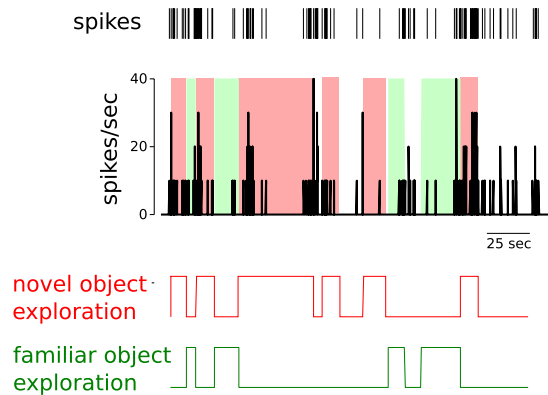 spikes
spikes/sec
40
20
0
25 sec
novel object
exploration
familiar object
exploration